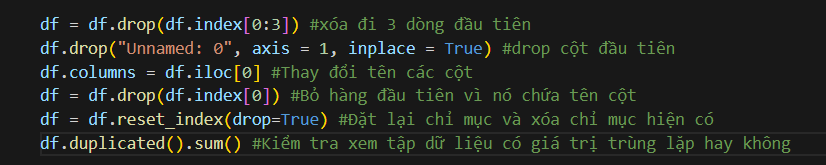 df = df.drop(df.index[0:3]) #xóa đi 3 dòng đầu tiên
df.drop("Unnamed: 0", axis = 1, inplace = True) #drop cột đầu tiên
df.columns = df.iloc[0] #Thay đổi tên các cột
df = df.drop(df.index[0]) #Bỏ hàng đầu tiên vì nó chứa tên cột
df = df.reset_index(drop=True) #Đặt lại chỉ mục và xóa chỉ mục hiện có
df.duplicated().sum() #Kiểm tra xem tập dữ liệu có giá trị trùng lặp hay không